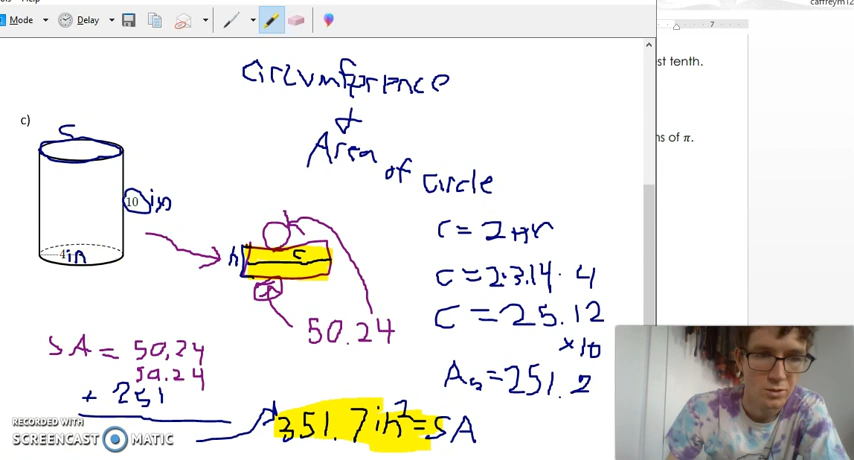 caffreym12
Mode Delay
7
st tenth.
ns of π.
Circumference
+
Area
of Circle
c)
S
10 in
4 in
h C
C = 2πr
C = 2·3.14·4
C = 25.12
×10
As = 251.2
50.24
SA = 50.24
50.24
+ 251
351.7 in² = SA
RECORDED WITH
SCREENCAST MATIC